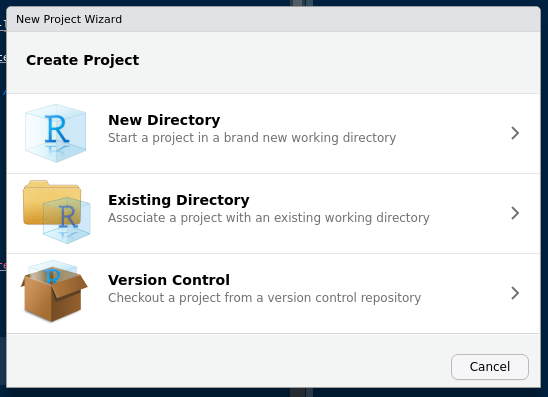 New Project Wizard
Create Project
R
New Directory
Start a project in a brand new working directory
R
Existing Directory
Associate a project with an existing working directory
R
Version Control
Checkout a project from a version control repository
Cancel